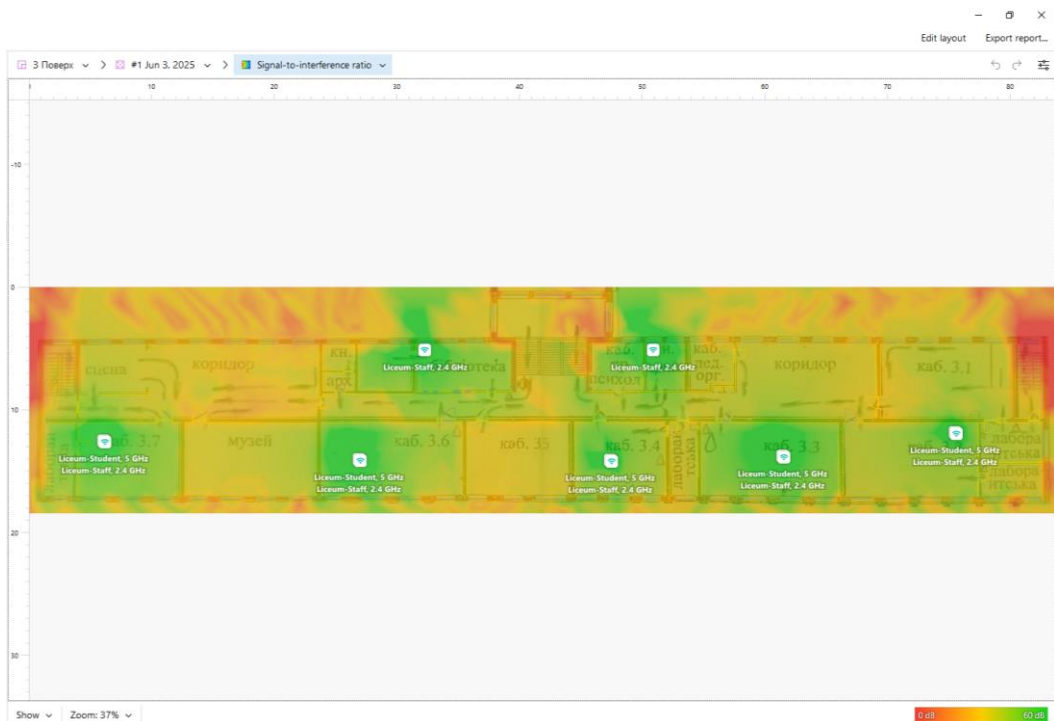 Edit layout Export report...
3 Поверх #1 Jun 3, 2025 Signal-to-interference ratio
10 20 30 40 50 60 70 80
-10
0
сцена
коридор
кн.
арх
Liceum-Staff, 2.4 GHz
каб.
психол
Liceum-Staff, 2.4 GHz
каб.
пед.
орг.
коридор
каб. 3.1
10
каб. 3.7
Liceum-Student, 5 GHz
Liceum-Staff, 2.4 GHz
музей
каб. 3.6
Liceum-Student, 5 GHz
Liceum-Staff, 2.4 GHz
каб. 35
каб. 3.4
Liceum-Student, 5 GHz
Liceum-Staff, 2.4 GHz
лаборан
тська
каб. 3.3
Liceum-Student, 5 GHz
Liceum-Staff, 2.4 GHz
Liceum-Student, 5 GHz
Liceum-Staff, 2.4 GHz
лабора
нтська
лабора
нтська
20
30
Show Zoom: 37% 0 dB 60 dB